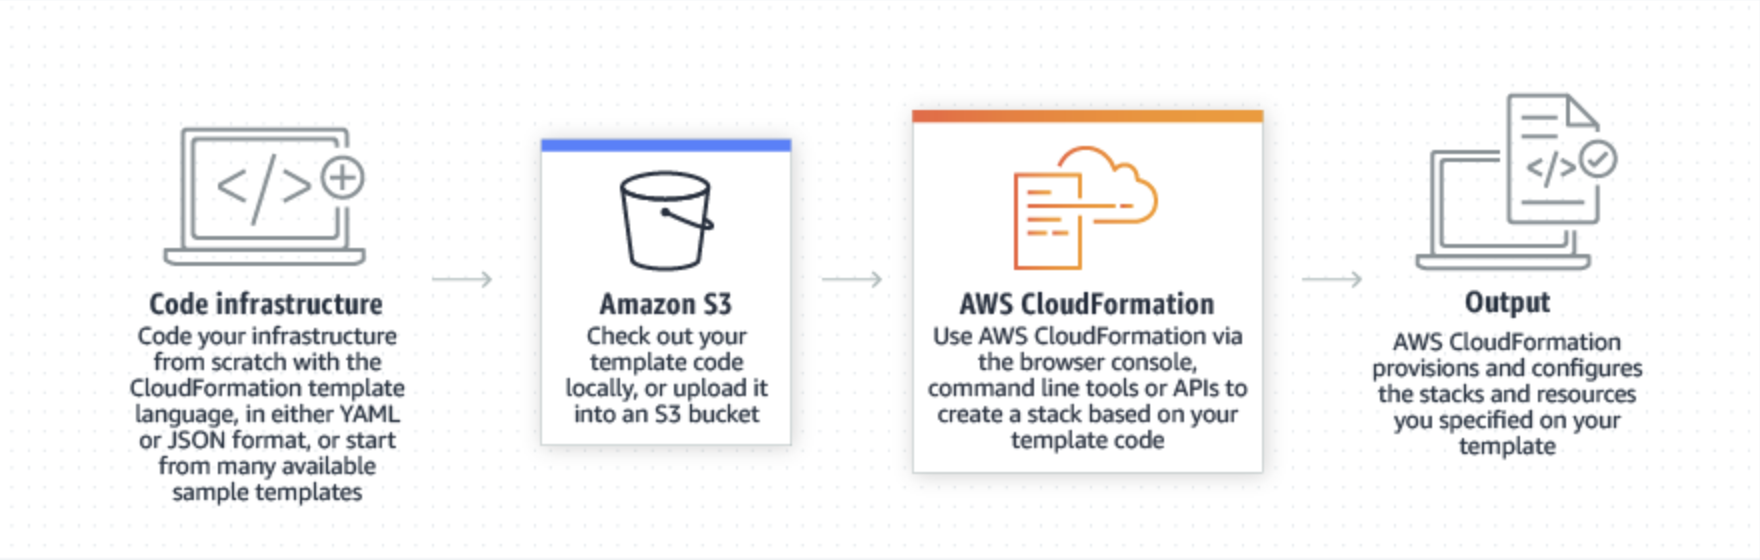 </>
Code infrastructure
Code your infrastructure
from scratch with the
CloudFormation template
language, in either YAML
or JSON format, or start
from many available
sample templates
Amazon S3
Check out your
template code
locally, or upload it
into an S3 bucket
AWS CloudFormation
Use AWS CloudFormation via
the browser console,
command line tools or APIs to
create a stack based on your
template code
</>
Output
AWS CloudFormation
provisions and configures
the stacks and resources
you specified on your
template